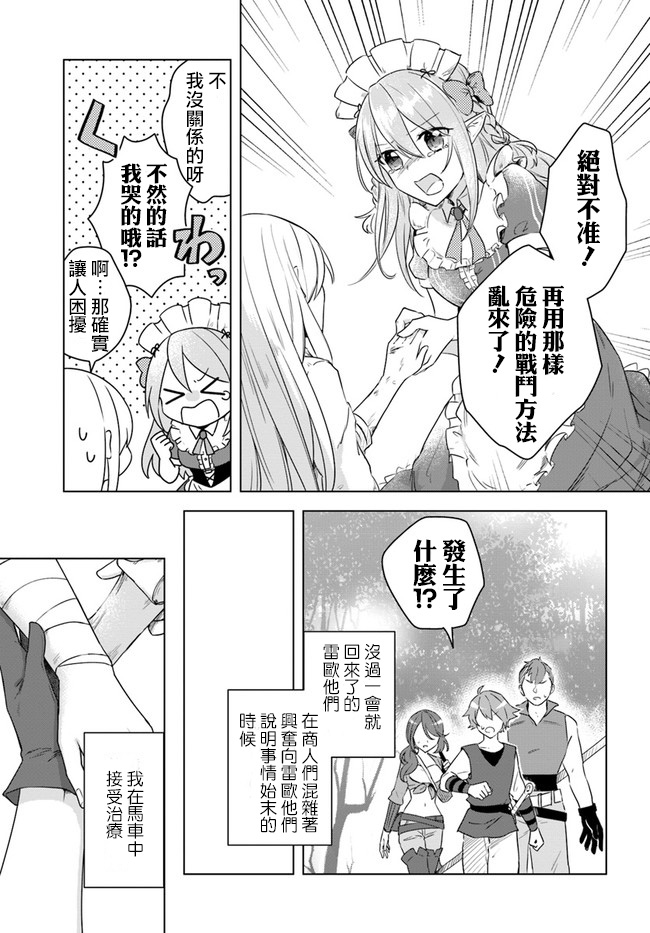 絕對不准！
再用那樣
危險的戰鬥方法
亂來了！
不
我沒關係的呀
不然的話
我哭的哦!?
くわっ
啊…那確實
讓人困擾
發生了
什麼!?
沒過一會就
回來了的
雷歐他們
在商人們混雜著
興奮向雷歐他們
說明事情始末的
時候
我在馬車中
接受治療